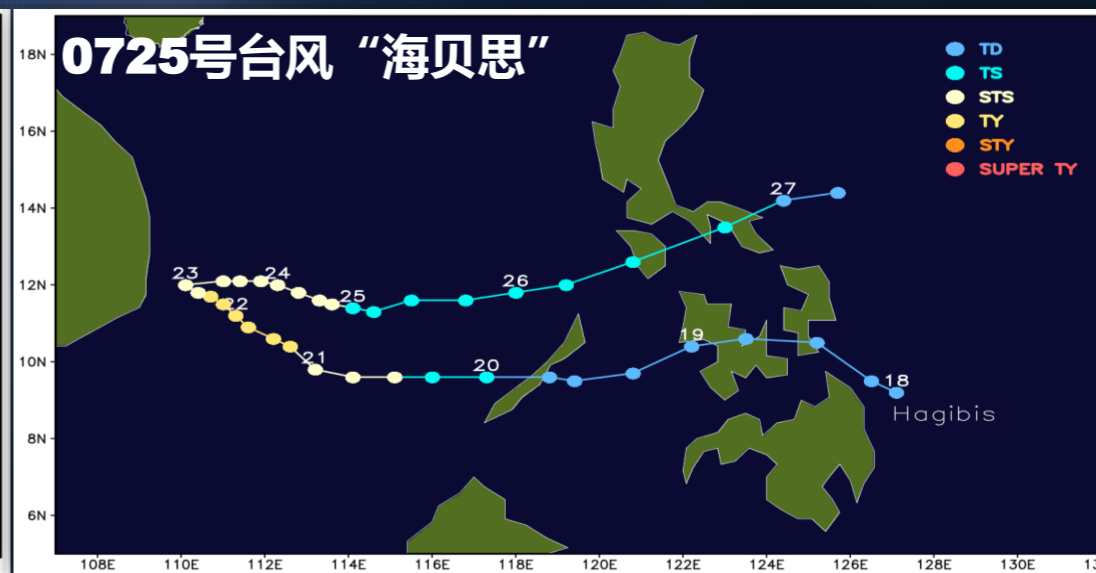 0725号台风“海贝思”
TD
TS
STS
TY
STY
SUPER TY
18N
16N
14N
12N
10N
8N
6N
27
26
23
24
25
22
21
20
19
18
Hagibis
108E 110E 112E 114E 116E 118E 120E 122E 124E 126E 128E 130E